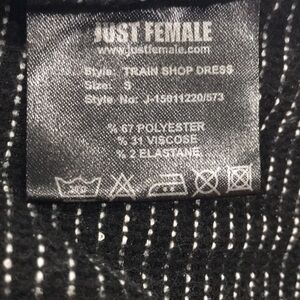 JUST FEMALE
www.justfemale.com
Style: TRAIN SHOP DRESS
Size: S
Style No: J-15011220/573
% 67 POLYESTER
% 31 VISCOSE
% 2 ELASTANE